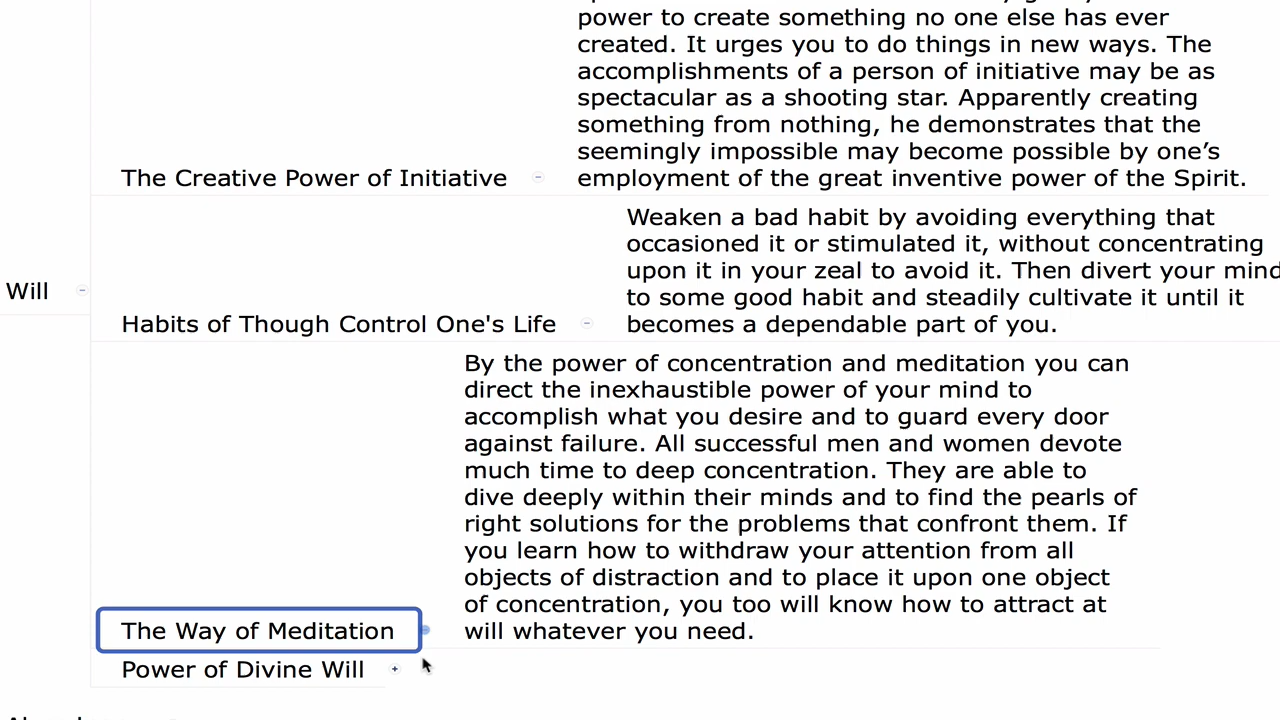 power to create something no one else has ever
created. It urges you to do things in new ways. The
accomplishments of a person of initiative may be as
spectacular as a shooting star. Apparently creating
something from nothing, he demonstrates that the
seemingly impossible may become possible by one’s
employment of the great inventive power of the Spirit.
The Creative Power of Initiative
Will
Weaken a bad habit by avoiding everything that
occasioned it or stimulated it, without concentrating
upon it in your zeal to avoid it. Then divert your mind
to some good habit and steadily cultivate it until it
becomes a dependable part of you.
Habits of Though Control One's Life
By the power of concentration and meditation you can
direct the inexhaustible power of your mind to
accomplish what you desire and to guard every door
against failure. All successful men and women devote
much time to deep concentration. They are able to
dive deeply within their minds and to find the pearls of
right solutions for the problems that confront them. If
you learn how to withdraw your attention from all
objects of distraction and to place it upon one object
of concentration, you too will know how to attract at
will whatever you need.
The Way of Meditation
Power of Divine Will